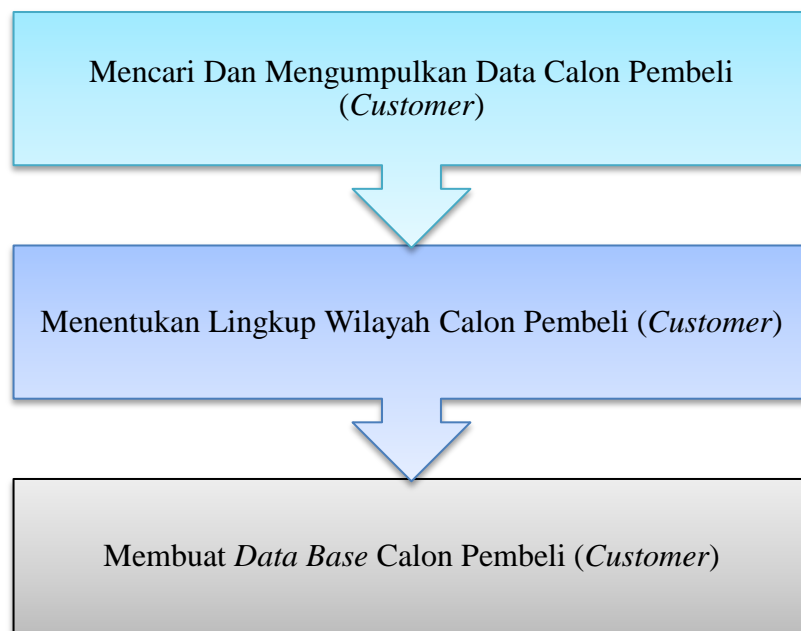 Mencari Dan Mengumpulkan Data Calon Pembeli
(Customer)
Menentukan Lingkup Wilayah Calon Pembeli (Customer)
Membuat Data Base Calon Pembeli (Customer)